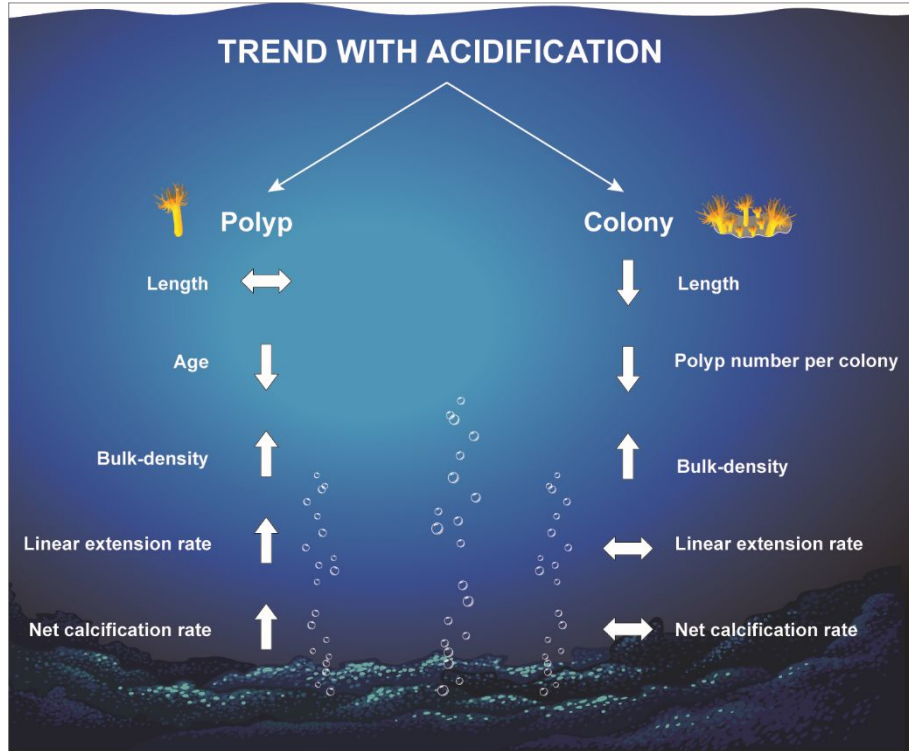 TREND WITH ACIDIFICATION
Polyp
Length
Age
Bulk-density
Linear extension rate
Net calcification rate
Colony
Length
Polyp number per colony
Bulk-density
Linear extension rate
Net calcification rate